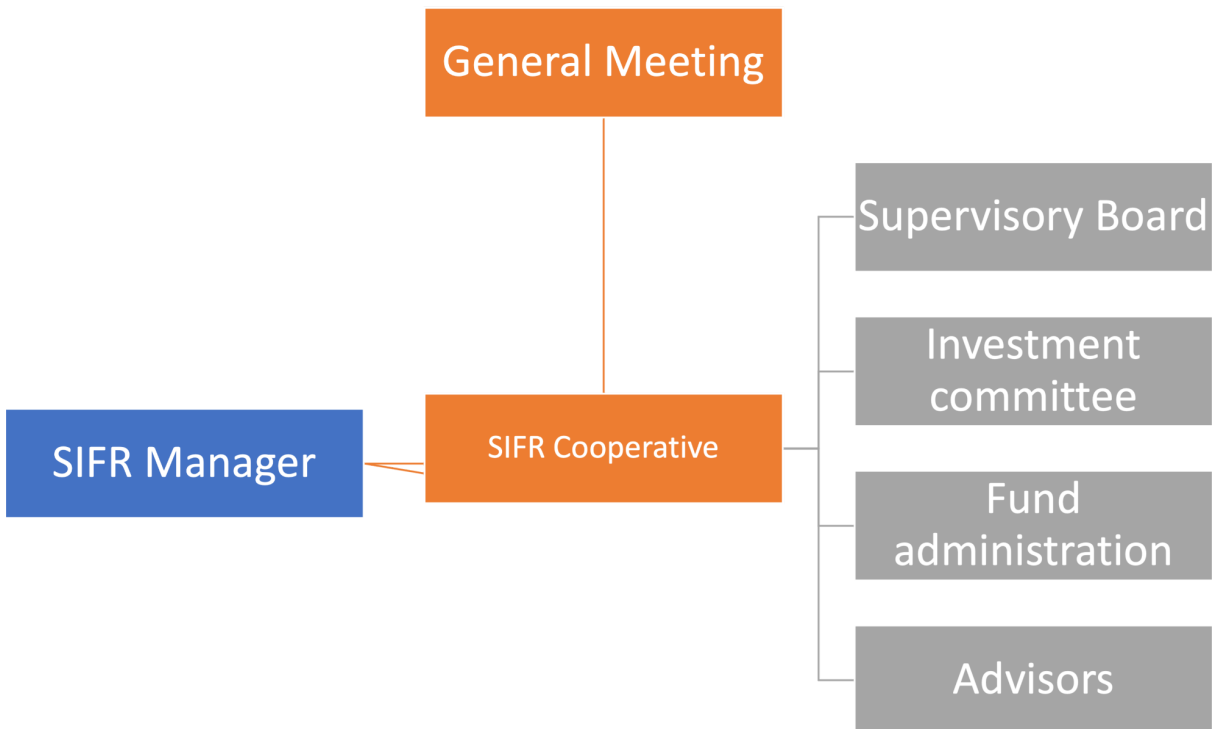 General Meeting
Supervisory Board
Investment
committee
SIFR Manager
SIFR Cooperative
Fund
administration
Advisors